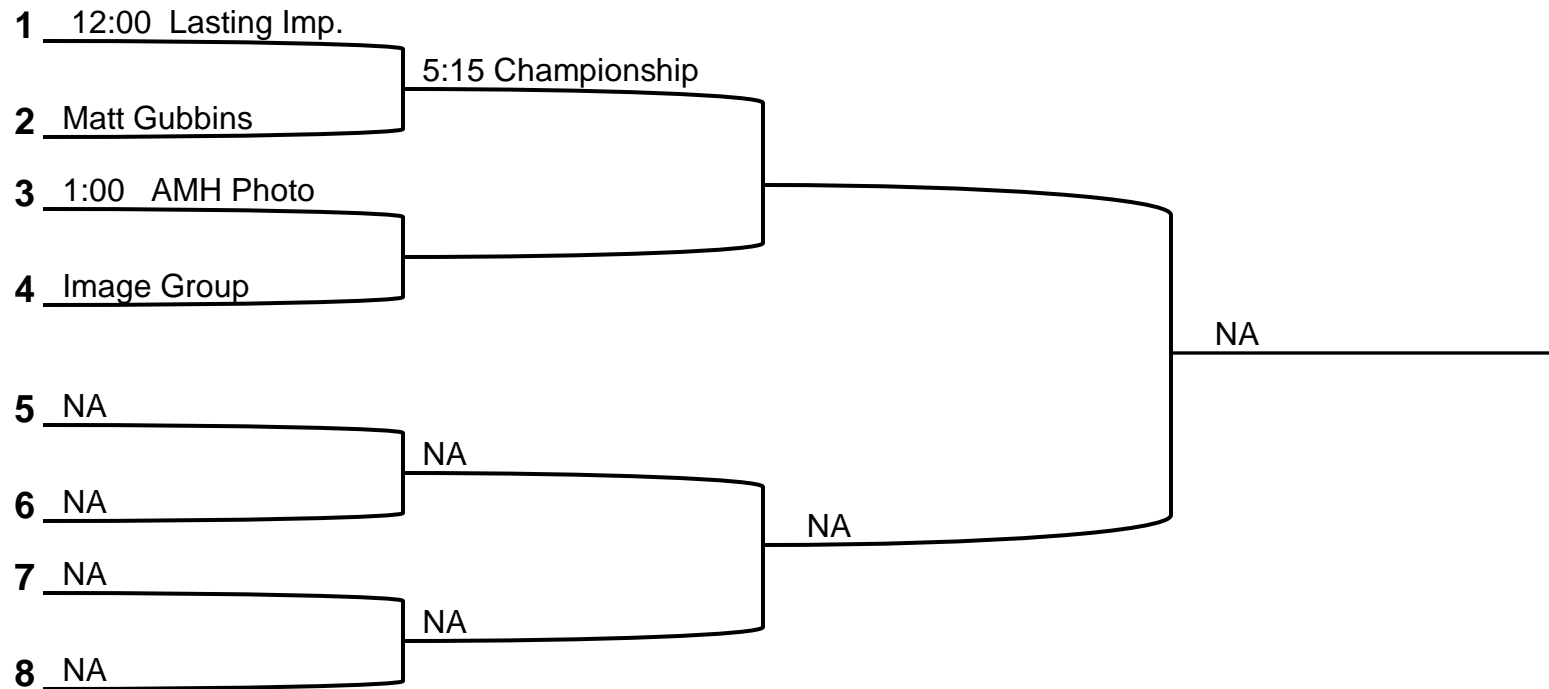 1 12:00 Lasting Imp.
5:15 Championship
2 Matt Gubbins
3 1:00 AMH Photo
4 Image Group
NA
5 NA
NA
6 NA
NA
7 NA
NA
8 NA